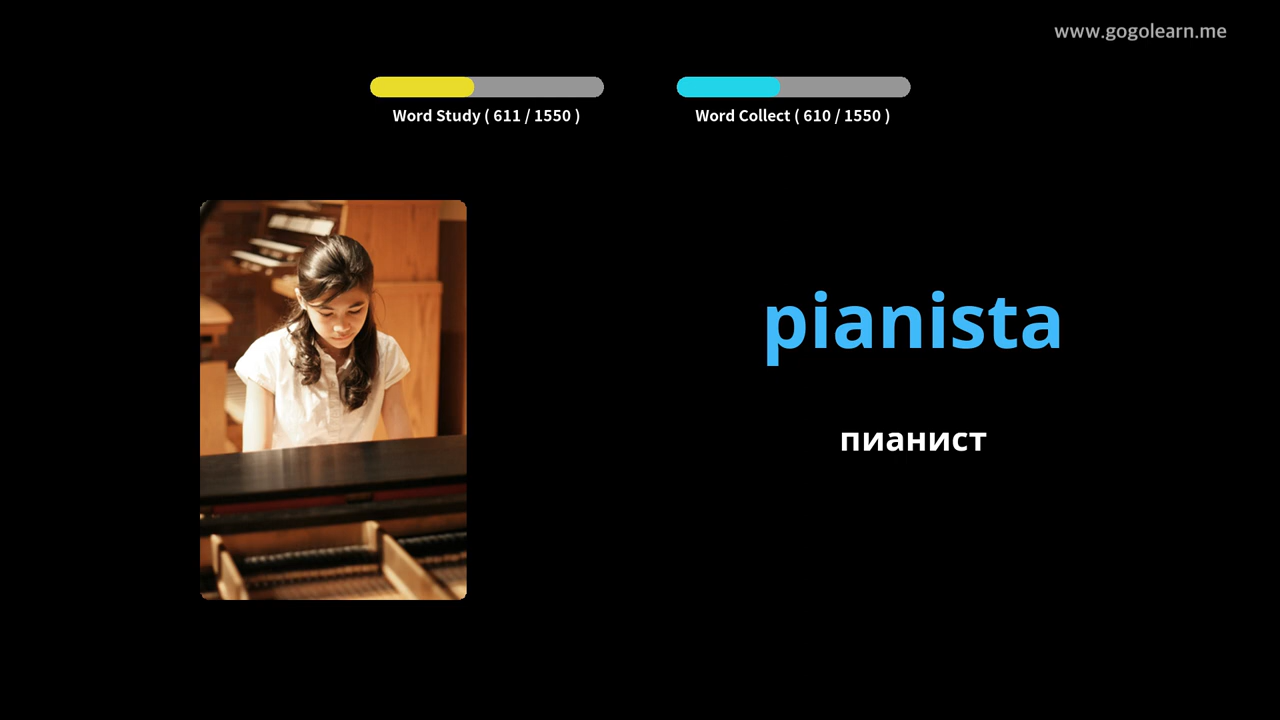 www.gogolearn.me
Word Study ( 611 / 1550 )
Word Collect ( 610 / 1550 )
pianista
пианист